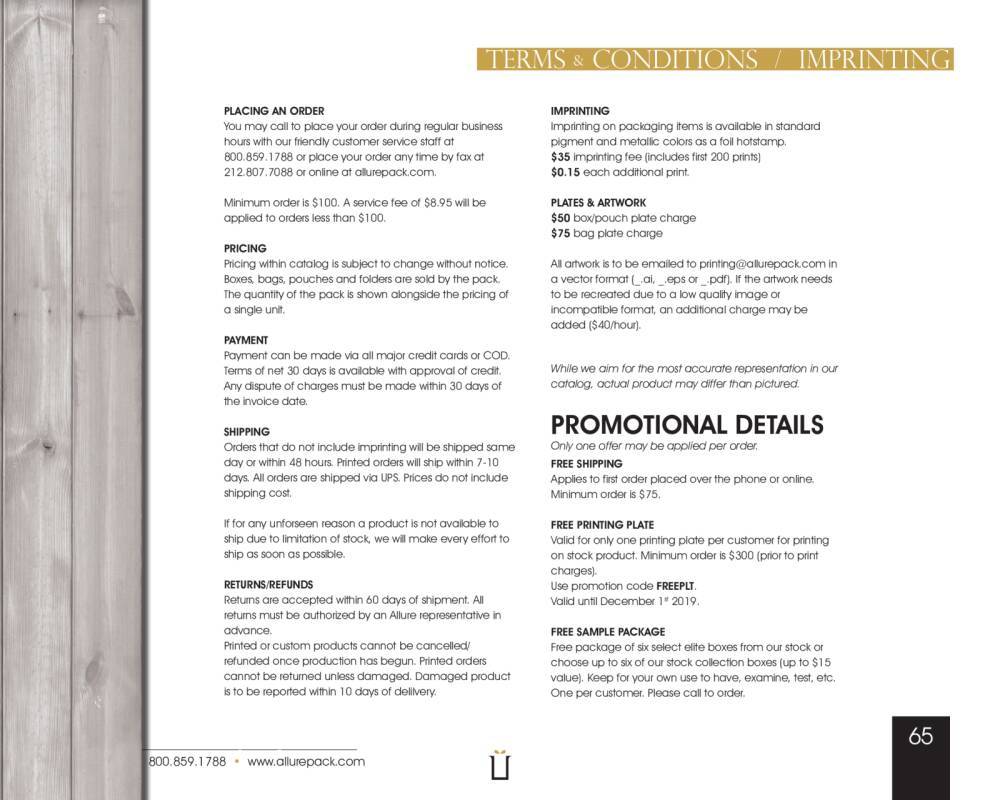 TERMS & CONDITIONS / IMPRINTING
PLACING AN ORDER
You may call to place your order during regular business
hours with our friendly customer service staff at
800.859.1788 or place your order any time by fax at
212.807.7088 or online at allurepack.com.
Minimum order is $100. A service fee of $8.95 will be
applied to orders less than $100.
PRICING
Pricing within catalog is subject to change without notice.
Boxes, bags, pouches and folders are sold by the pack.
The quantity of the pack is shown alongside the pricing of
a single unit.
PAYMENT
Payment can be made via all major credit cards or COD.
Terms of net 30 days is available with approval of credit.
Any dispute of charges must be made within 30 days of
the invoice date.
SHIPPING
Orders that do not include imprinting will be shipped same
day or within 48 hours. Printed orders will ship within 7-10
days. All orders are shipped via UPS. Prices do not include
shipping cost.
If for any unforseen reason a product is not available to
ship due to limitation of stock, we will make every effort to
ship as soon as possible.
RETURNS/REFUNDS
Returns are accepted within 60 days of shipment. All
returns must be authorized by an Allure representative in
advance.
Printed or custom products cannot be cancelled/
refunded once production has begun. Printed orders
cannot be returned unless damaged. Damaged product
is to be reported within 10 days of delilvery.
IMPRINTING
Imprinting on packaging items is available in standard
pigment and metallic colors as a foil hotstamp.
$35 imprinting fee (includes first 200 prints)
$0.15 each additional print.
PLATES & ARTWORK
$50 box/pouch plate charge
$75 bag plate charge
All artwork is to be emailed to printing@allurepack.com in
a vector format (_.ai, _.eps or _.pdf). If the artwork needs
to be recreated due to a low quality image or
incompatible format, an additional charge may be
added ($40/hour).
While we aim for the most accurate representation in our
catalog, actual product may differ than pictured.
PROMOTIONAL DETAILS
Only one offer may be applied per order.
FREE SHIPPING
Applies to first order placed over the phone or online.
Minimum order is $75.
FREE PRINTING PLATE
Valid for only one printing plate per customer for printing
on stock product. Minimum order is $300 (prior to print
charges).
Use promotion code FREEPLT.
Valid until December 1st 2019.
FREE SAMPLE PACKAGE
Free package of six select elite boxes from our stock or
choose up to six of our stock collection boxes (up to $15
value). Keep for your own use to have, examine, test, etc.
One per customer. Please call to order.
800.859.1788 • www.allurepack.com
65